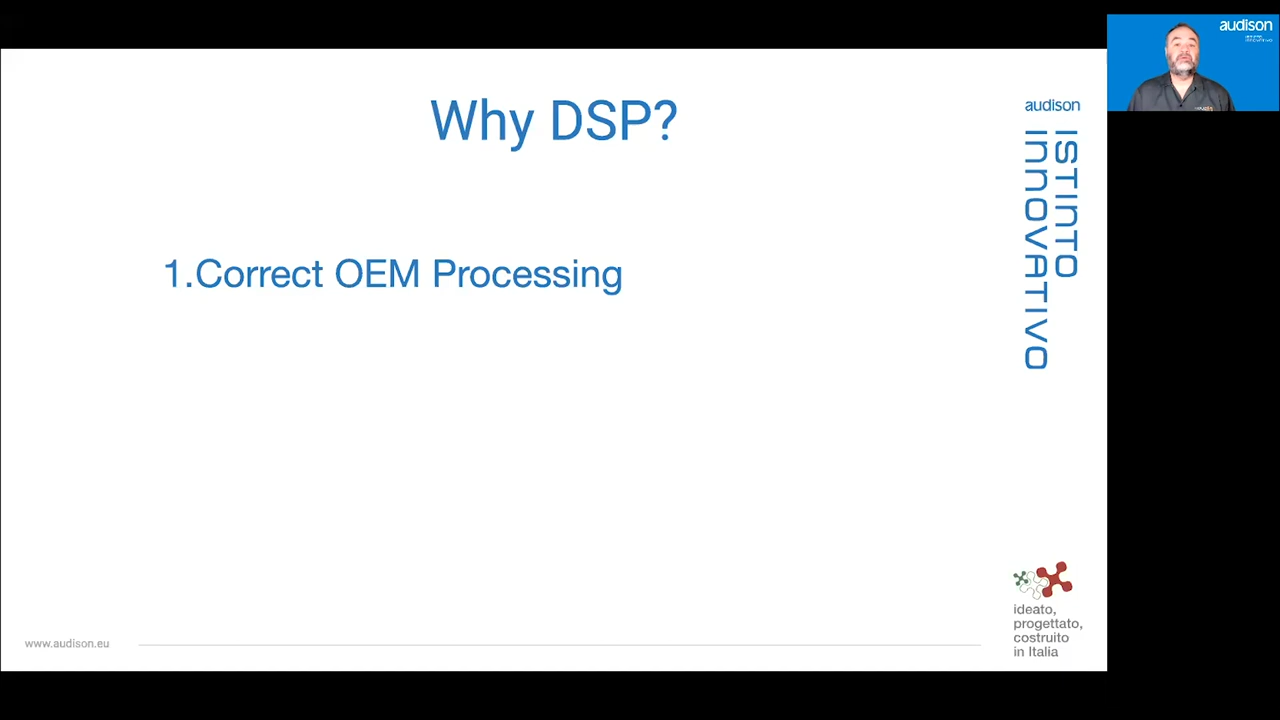 Why DSP?
1.Correct OEM Processing
audison
ISTINTO
INNOVATIVO
ideato,
progettato,
costruito
in Italia
www.audison.eu
audison